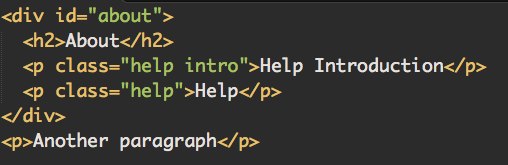 <div id="about">
  <h2>About</h2>
  <p class="help intro">Help Introduction</p>
  <p class="help">Help</p>
</div>
<p>Another paragraph</p>